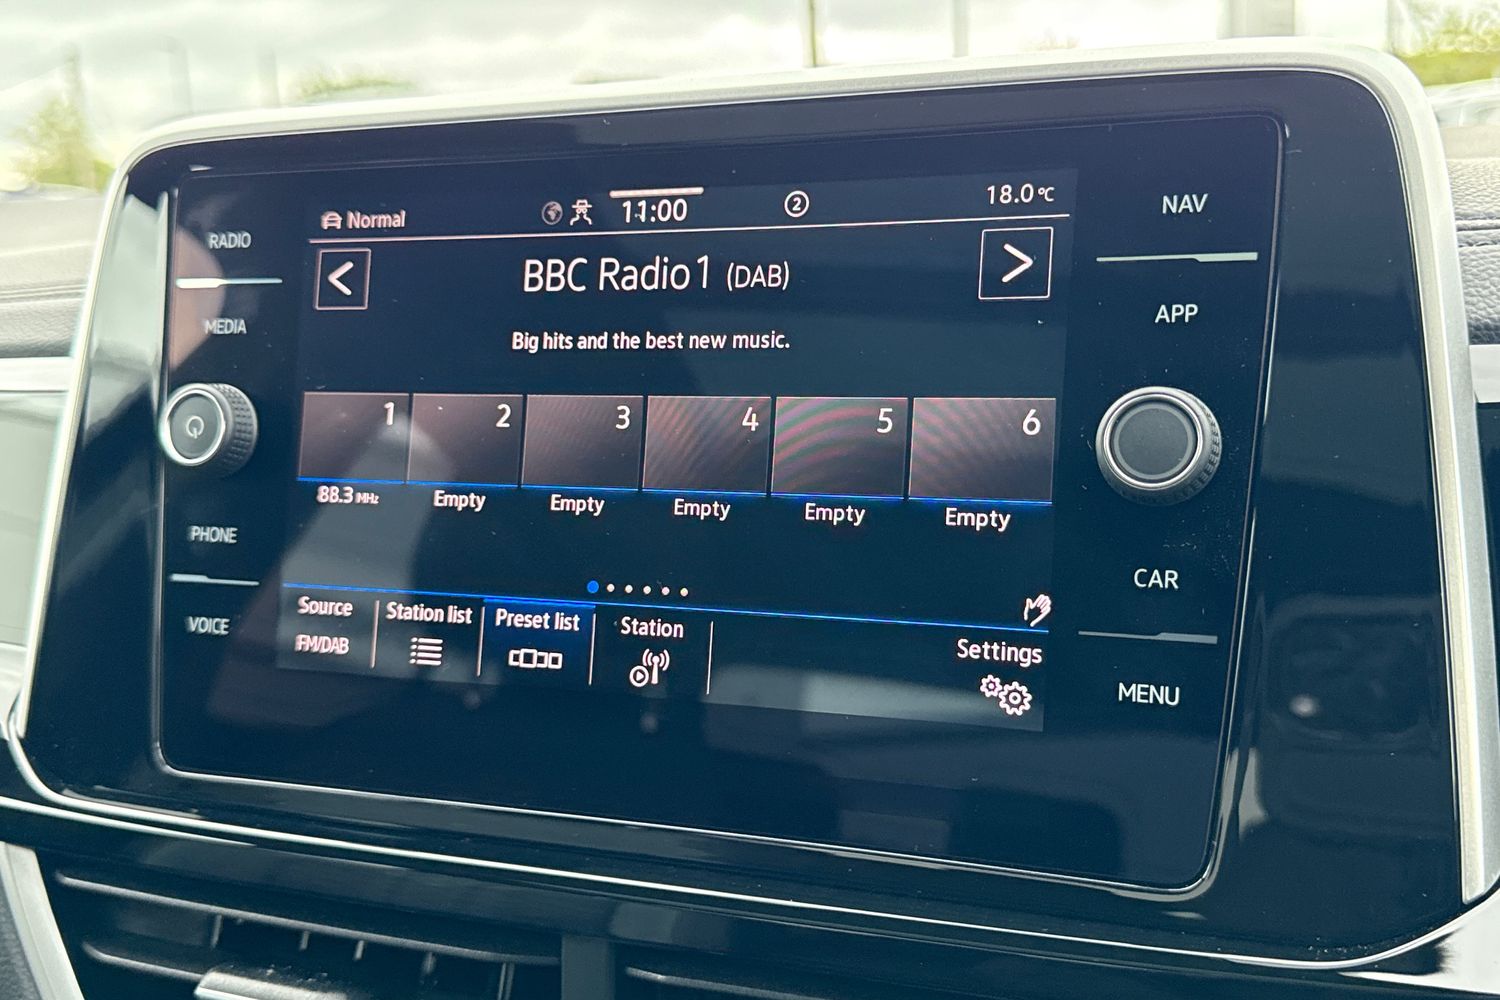 Normal
11:00
2
18.0°C
RADIO
MEDIA
PHONE
VOICE
BBC Radio 1 (DAB)
Big hits and the best new music.
1 2 3 4 5 6
88.3 MHz Empty Empty Empty Empty Empty
Source Station list Preset list Station Settings
FM/DAB
NAV
APP
CAR
MENU